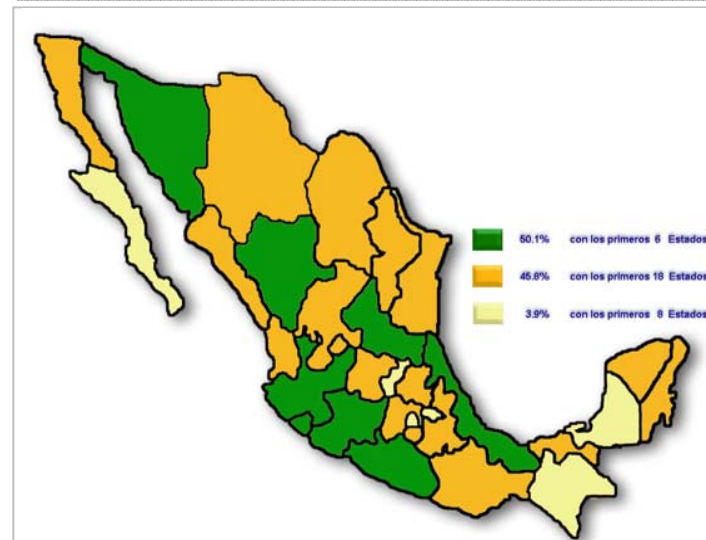 50.1% con los primeros 6 Estados
45.8% con los primeros 18 Estados
3.9% con los primeros 8 Estados